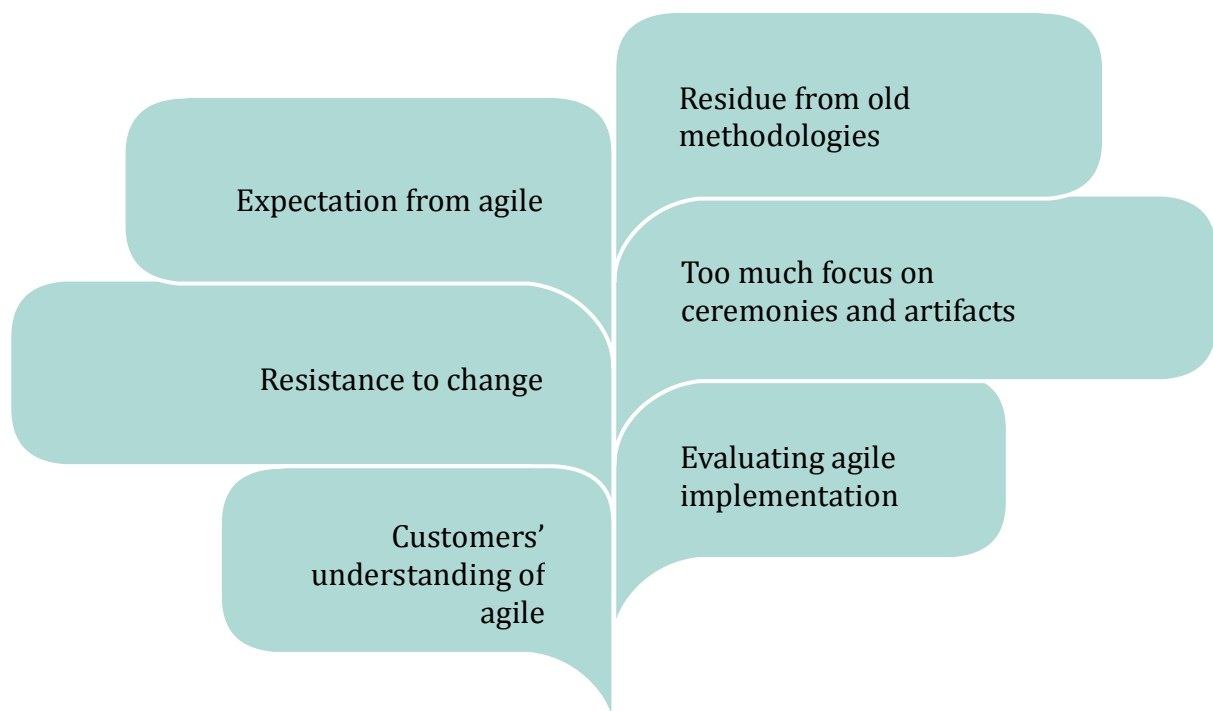 Residue from old
methodologies
Expectation from agile
Too much focus on
ceremonies and artifacts
Resistance to change
Evaluating agile
implementation
Customers’
understanding of
agile